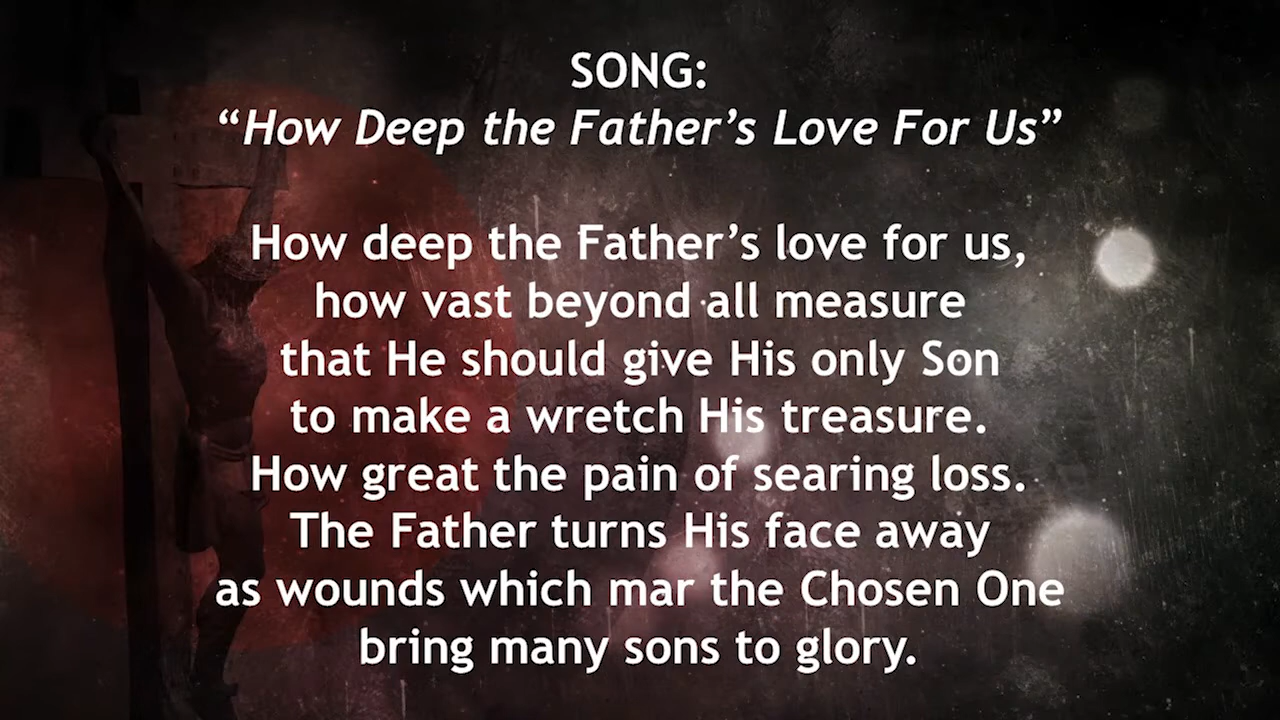 SONG:
“How Deep the Father’s Love For Us”
How deep the Father’s love for us,
how vast beyond all measure
that He should give His only Son
to make a wretch His treasure.
How great the pain of searing loss.
The Father turns His face away
as wounds which mar the Chosen One
bring many sons to glory.